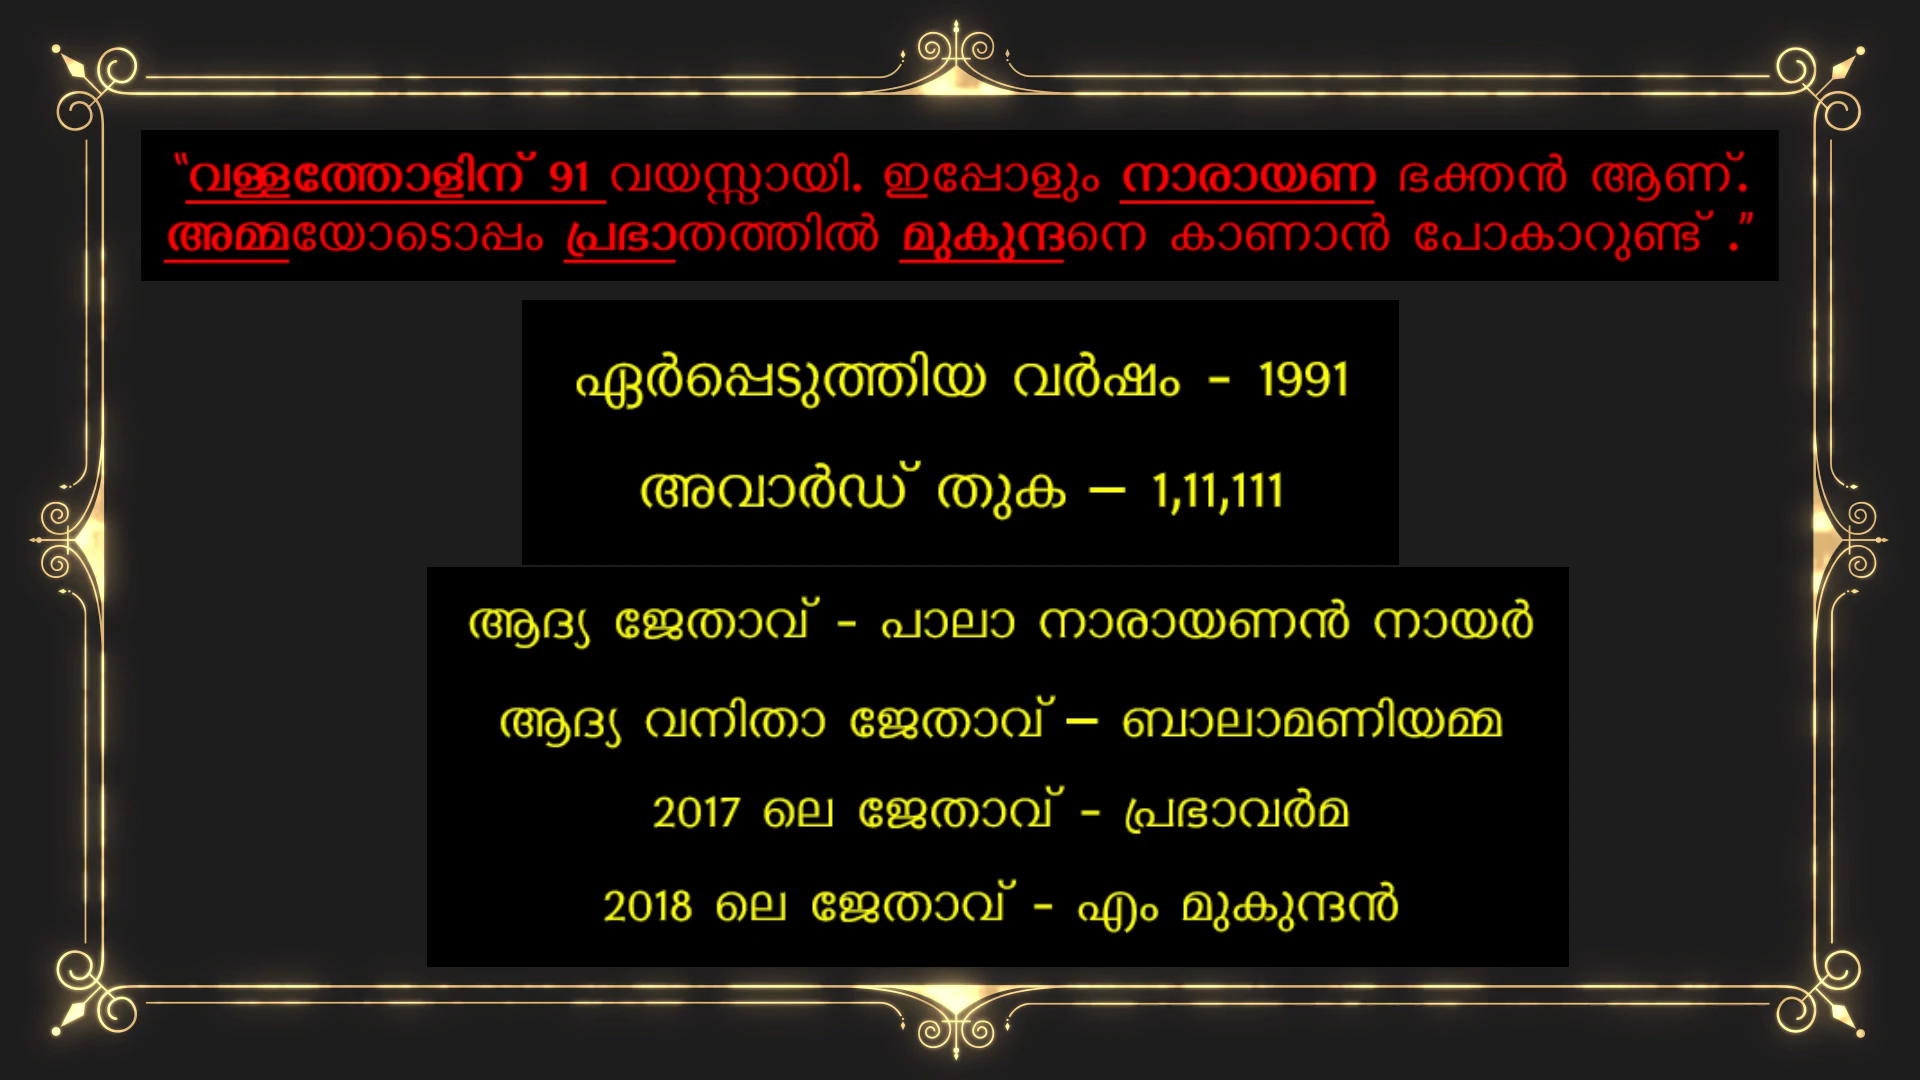 “വള്ളത്തോളിന് 91 വയസ്സായി. ഇപ്പോളും നാരായണ ഭക്തൻ ആണ്.
അമ്മയോടൊപ്പം പ്രഭാതത്തിൽ മുകുന്ദനെ കാണാൻ പോകാറുണ്ട് .”
ഏർപ്പെടുത്തിയ വർഷം - 1991
അവാർഡ് തുക – 1,11,111
ആദ്യ ജേതാവ് - പാലാ നാരായണൻ നായർ
ആദ്യ വനിതാ ജേതാവ് – ബാലാമണിയമ്മ
2017 ലെ ജേതാവ് - പ്രഭാവർമ
2018 ലെ ജേതാവ് - എം മുകുന്ദൻ